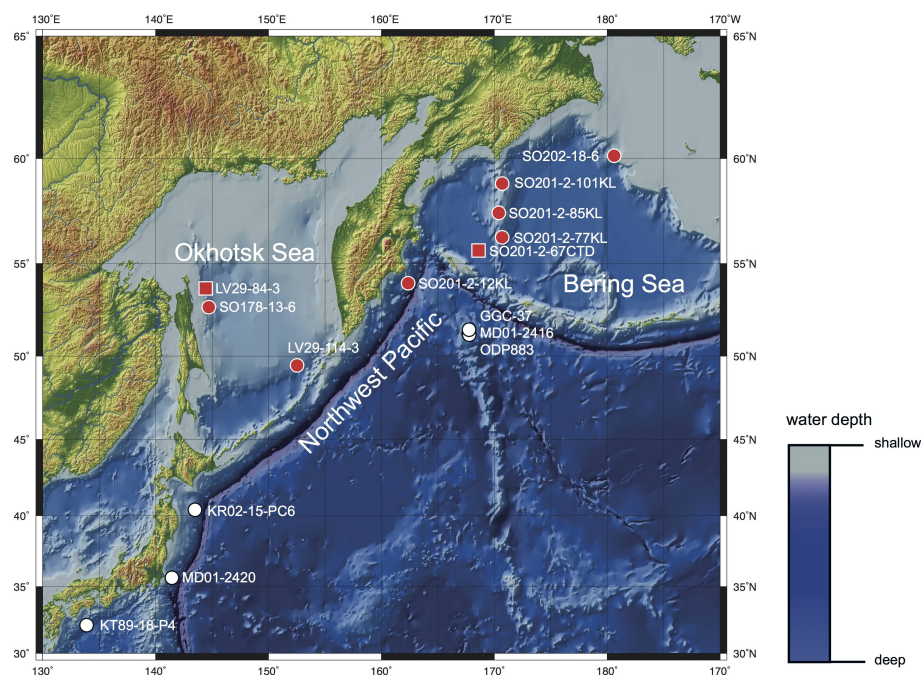 130˚E 140˚E 150˚E 160˚E 170˚E 180˚E 170˚W
65˚N 65˚N
60˚N 60˚N
SO202-18-6
SO201-2-101KL
SO201-2-85KL
SO201-2-77KL
Okhotsk Sea
SO201-2-67CTD
55˚N 55˚N
SO201-2-12KL
Bering Sea
LV29-84-3
SO178-13-6
GGC-37
MD01-2416
LV29-114-3
ODP883
50˚N 50˚N
Northwest Pacific
water depth
shallow
45˚N 45˚N
KR02-15-PC6
40˚N 40˚N
MD01-2420
35˚N 35˚N
KT89-18-P4
30˚N 30˚N
deep
130˚E 140˚E 150˚E 160˚E 170˚E 180˚E 170˚W